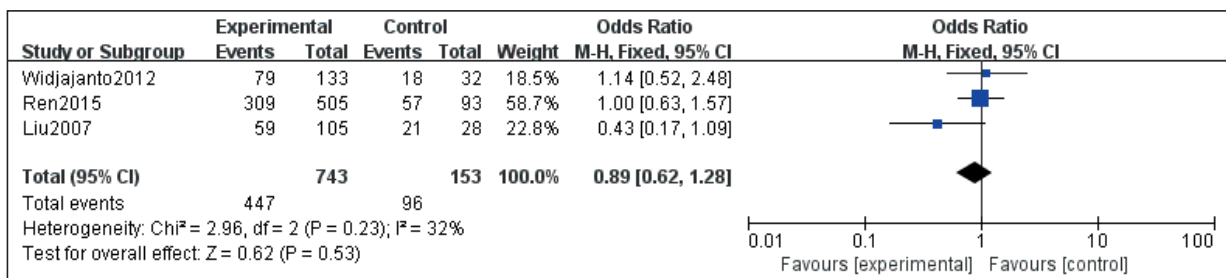 Experimental Control Odds Ratio Odds Ratio
Study or Subgroup Events Total Events Total Weight M-H, Fixed, 95% CI M-H, Fixed, 95% CI
Widjajanto2012 79 133 18 32 18.5% 1.14 [0.52, 2.48]
Ren2015 309 505 57 93 58.7% 1.00 [0.63, 1.57]
Liu2007 59 105 21 28 22.8% 0.43 [0.17, 1.09]
Total (95% CI) 743 153 100.0% 0.89 [0.62, 1.28]
Total events 447 96
Heterogeneity: Chi² = 2.96, df = 2 (P = 0.23); I² = 32%
Test for overall effect: Z = 0.62 (P = 0.53)
0.01 0.1 1 10 100
Favours [experimental] Favours [control]